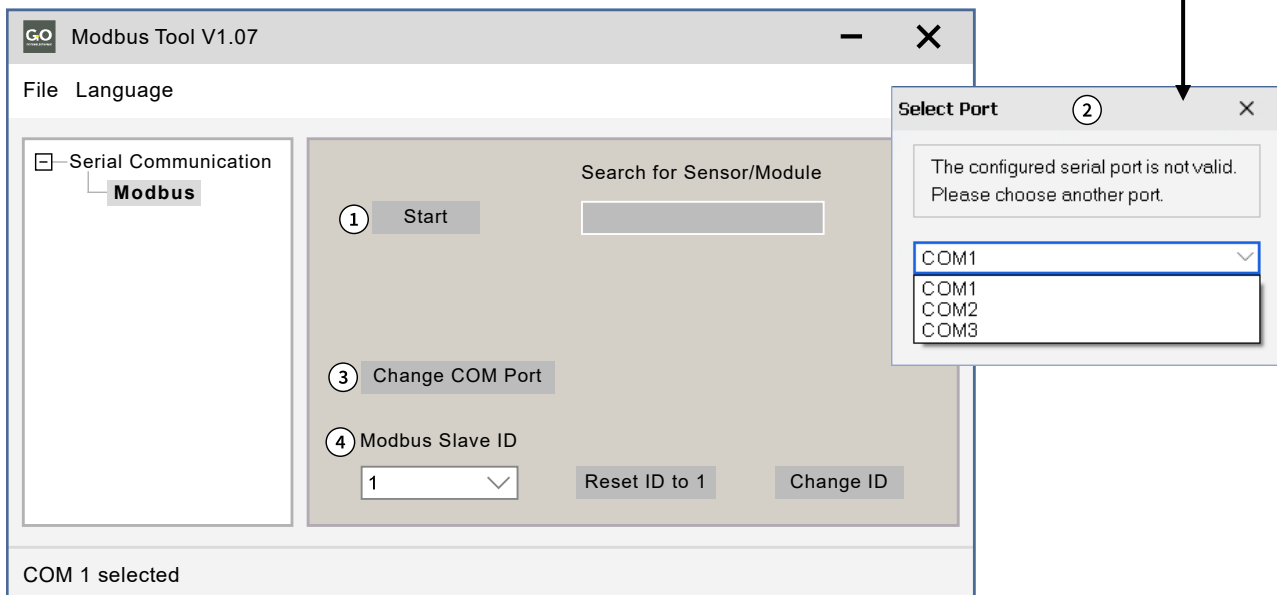 GO
Modbus Tool V1.07
File Language
Serial Communication
Modbus
Search for Sensor/Module
1 Start
3 Change COM Port
4 Modbus Slave ID
1
Reset ID to 1
Change ID
COM 1 selected
Select Port
2
The configured serial port is not valid.
Please choose another port.
COM1
COM1
COM2
COM3